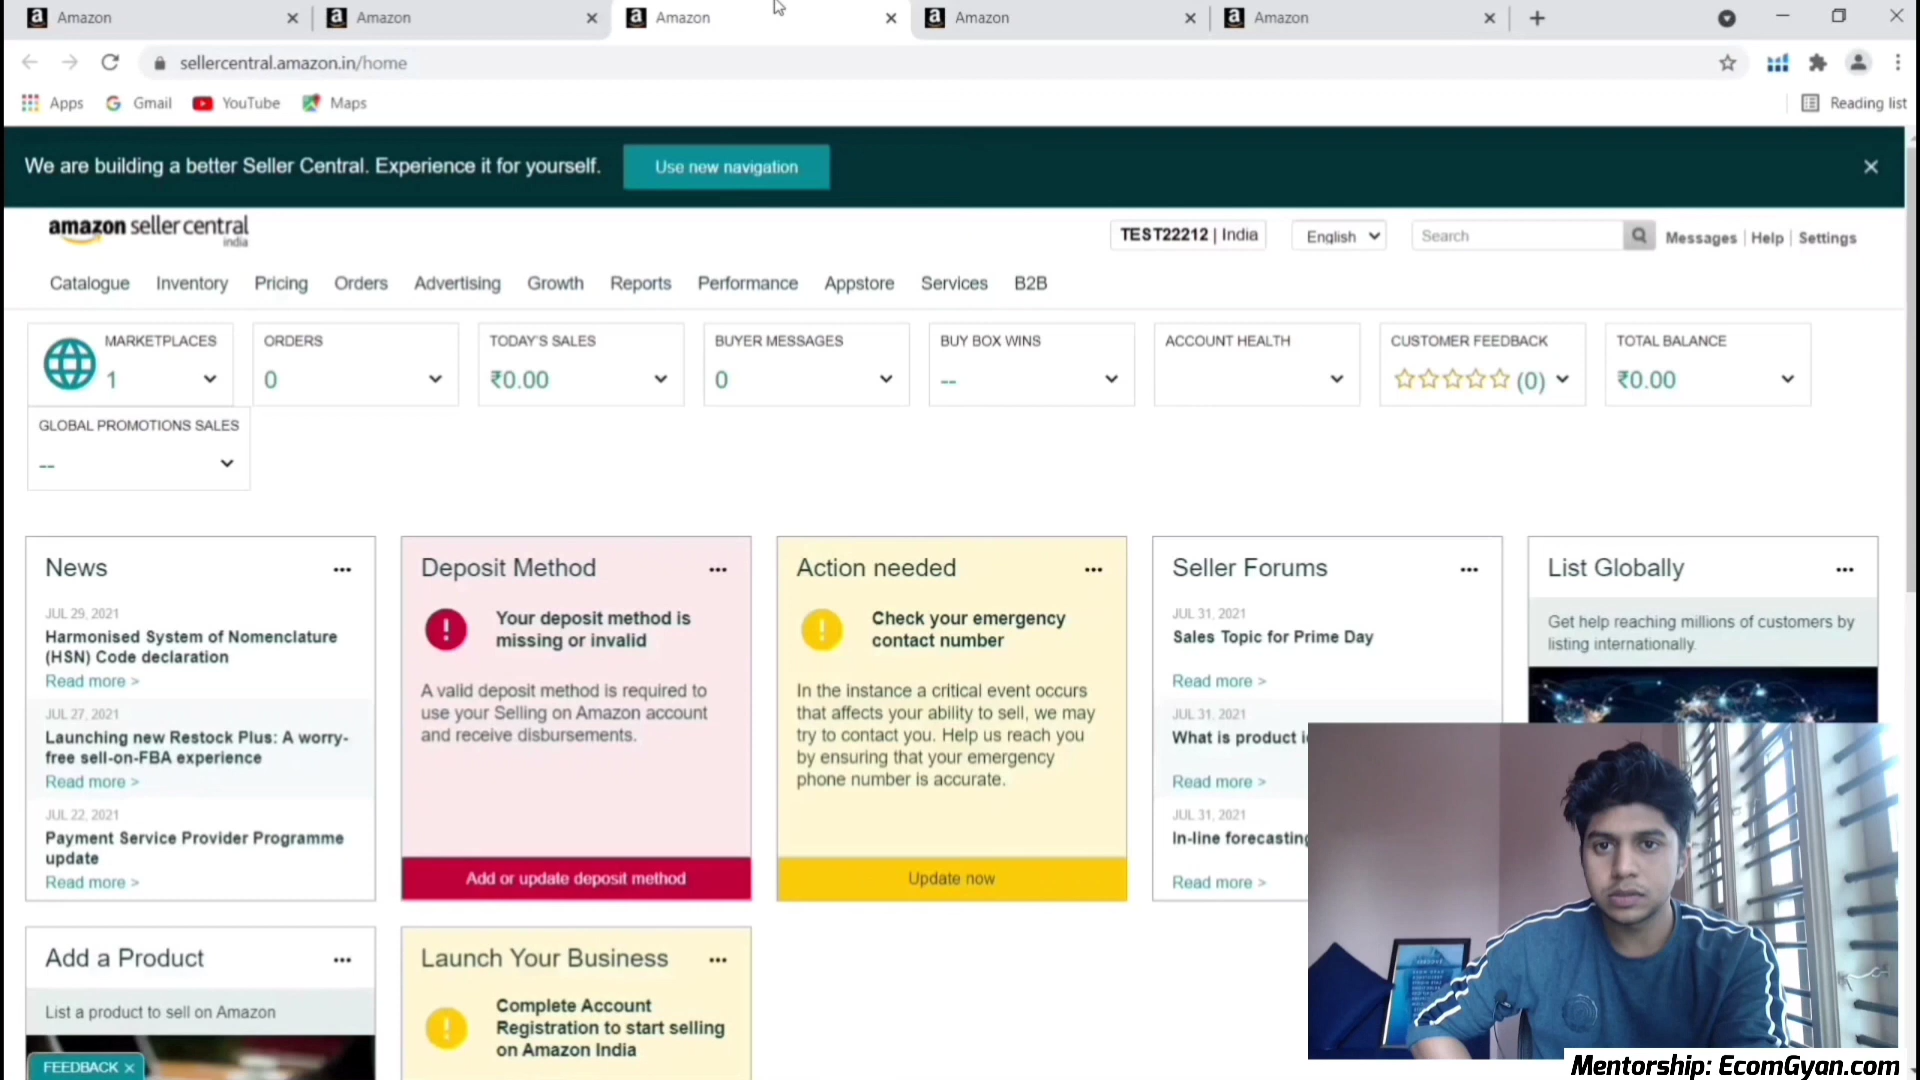 Amazon
Amazon
Amazon
Amazon
Amazon
sellercentral.amazon.in/home
Apps
Gmail
YouTube
Maps
Reading list
We are building a better Seller Central. Experience it for yourself.
Use new navigation
amazon seller central
india
TEST22212 | India
English
Search
Messages | Help | Settings
Catalogue
Inventory
Pricing
Orders
Advertising
Growth
Reports
Performance
Appstore
Services
B2B
MARKETPLACES
1
ORDERS
0
TODAY'S SALES
₹0.00
BUYER MESSAGES
0
BUY BOX WINS
--
ACCOUNT HEALTH
CUSTOMER FEEDBACK
(0)
TOTAL BALANCE
₹0.00
GLOBAL PROMOTIONS SALES
--
News
JUL 29, 2021
Harmonised System of Nomenclature
(HSN) Code declaration
Read more >
JUL 27, 2021
Launching new Restock Plus: A worry-
free sell-on-FBA experience
Read more >
JUL 22, 2021
Payment Service Provider Programme
update
Read more >
Deposit Method
Your deposit method is
missing or invalid
A valid deposit method is required to
use your Selling on Amazon account
and receive disbursements.
Add or update deposit method
Action needed
Check your emergency
contact number
In the instance a critical event occurs
that affects your ability to sell, we may
try to contact you. Help us reach you
by ensuring that your emergency
phone number is accurate.
Update now
Seller Forums
JUL 31, 2021
Sales Topic for Prime Day
Read more >
JUL 31, 2021
What is product
Read more >
JUL 31, 2021
In-line forecasting
Read more >
List Globally
Get help reaching millions of customers by
listing internationally.
Add a Product
List a product to sell on Amazon
FEEDBACK
Launch Your Business
Complete Account
Registration to start selling
on Amazon India
Mentorship: EcomGyan.com